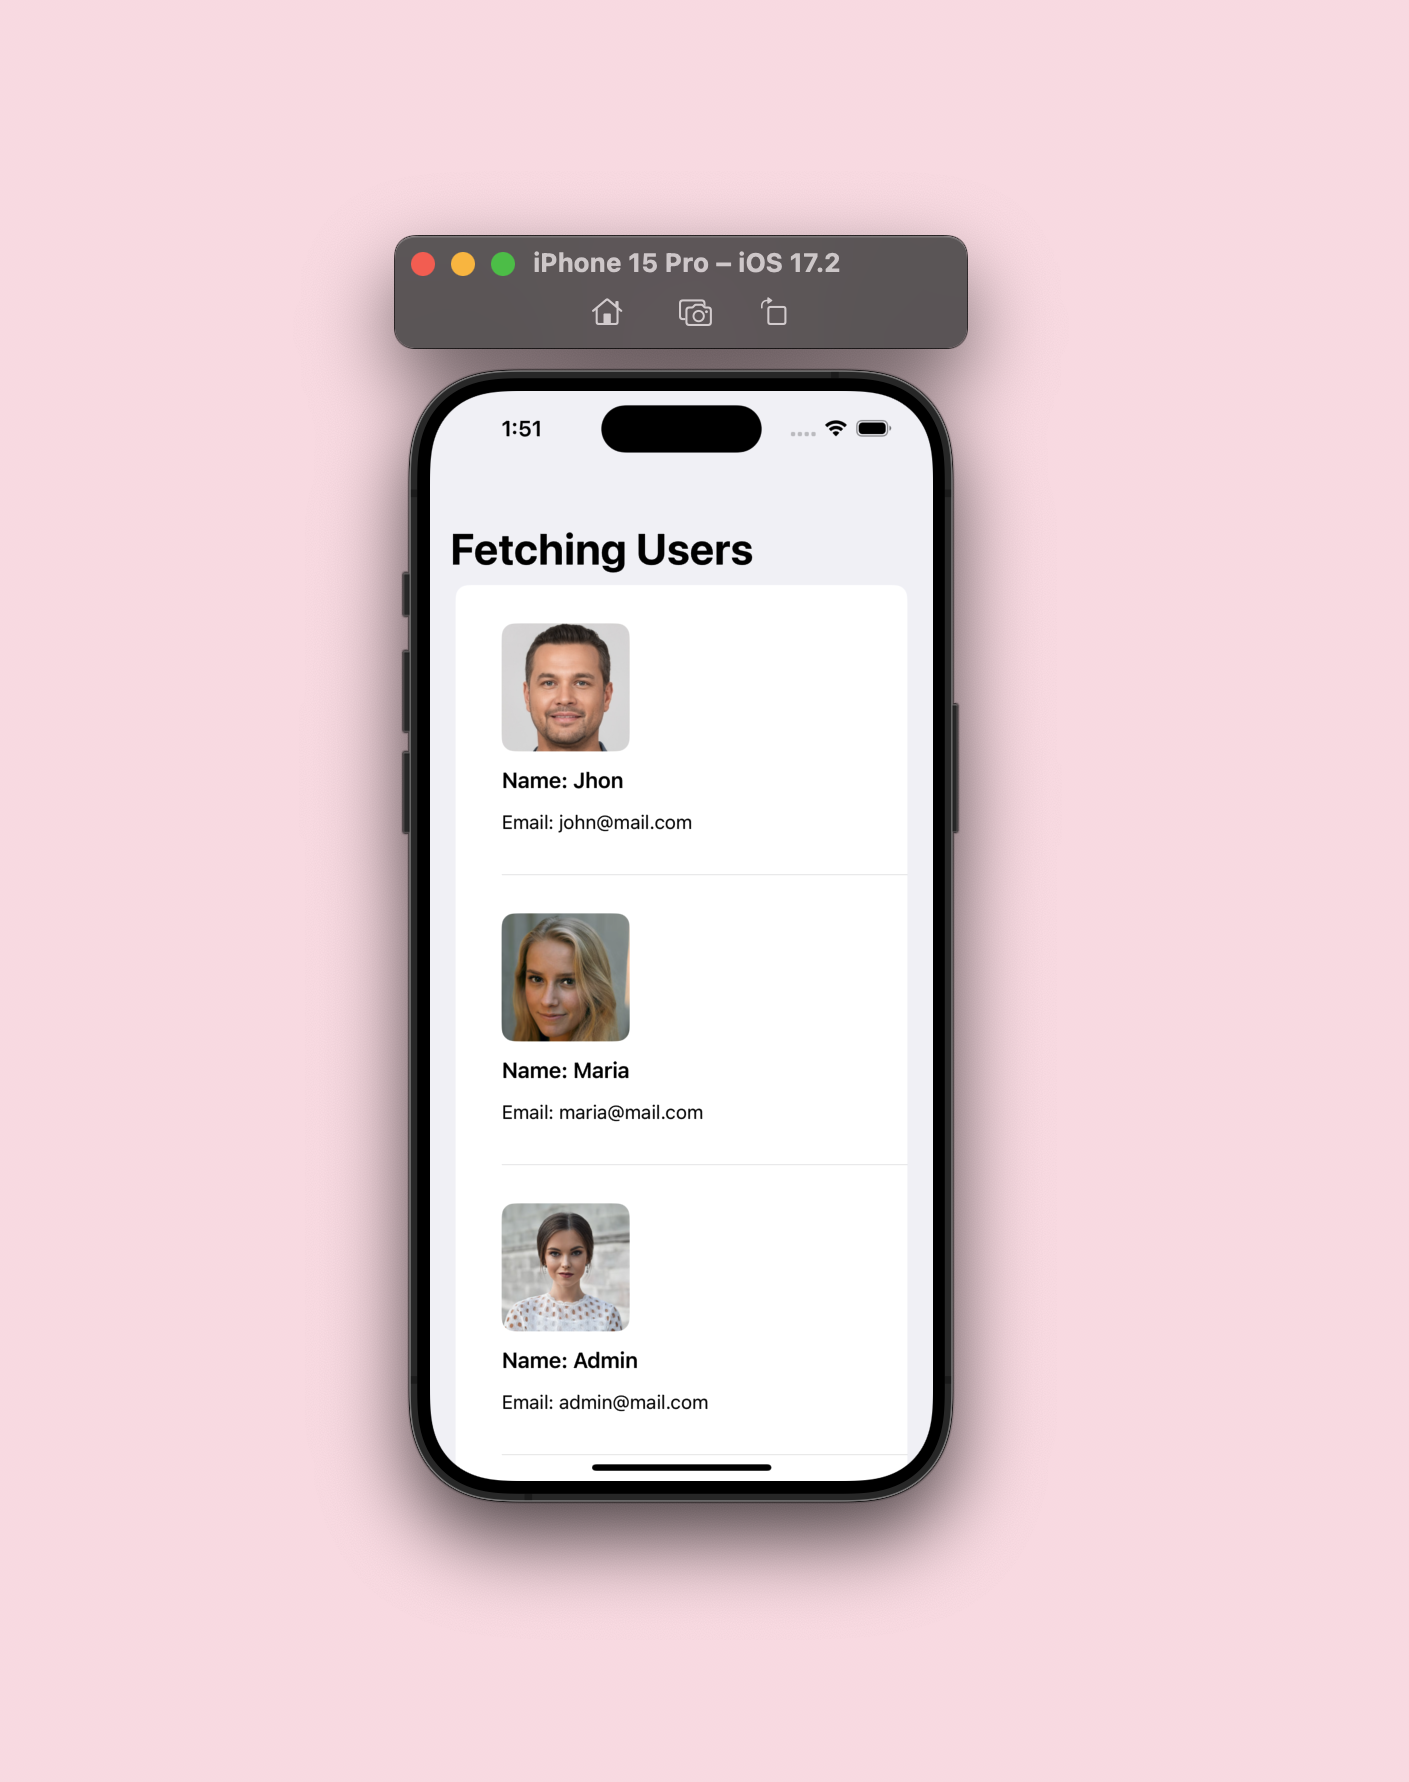 iPhone 15 Pro – iOS 17.2
1:51
Fetching Users
Name: Jhon
Email: john@mail.com
Name: Maria
Email: maria@mail.com
Name: Admin
Email: admin@mail.com